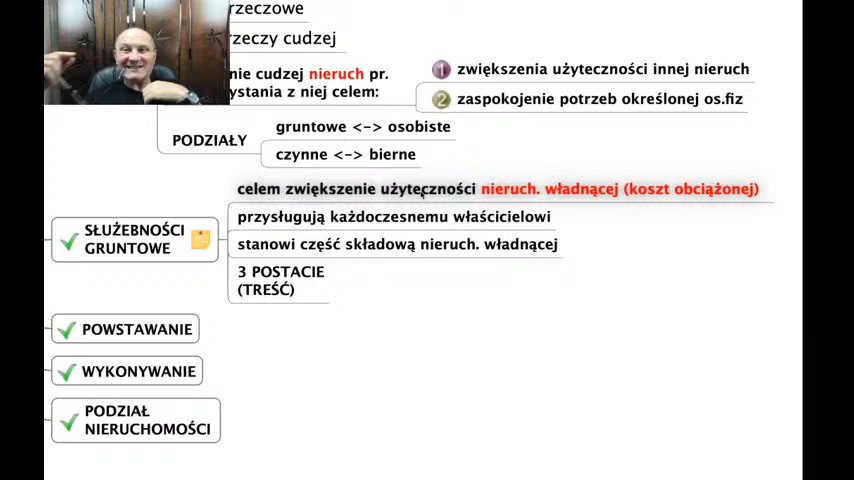 rzeczowe
rzeczy cudzej
nie cudzej nieruch pr.
ystania z niej celem:
1 zwiększenia użyteczności innej nieruch
2 zaspokojenie potrzeb określonej os.fiz
PODZIAŁY
gruntowe <-> osobiste
czynne <-> bierne
celem zwiększenie użyteczności nieruch. władnącej (koszt obciążonej)
przysługują każdoczesnemu właścicielowi
stanowi część składową nieruch. władnącej
3 POSTACIE
(TREŚĆ)
SŁUŻEBNOŚCI
GRUNTOWE
POWSTAWANIE
WYKONYWANIE
PODZIAŁ
NIERUCHOMOŚCI